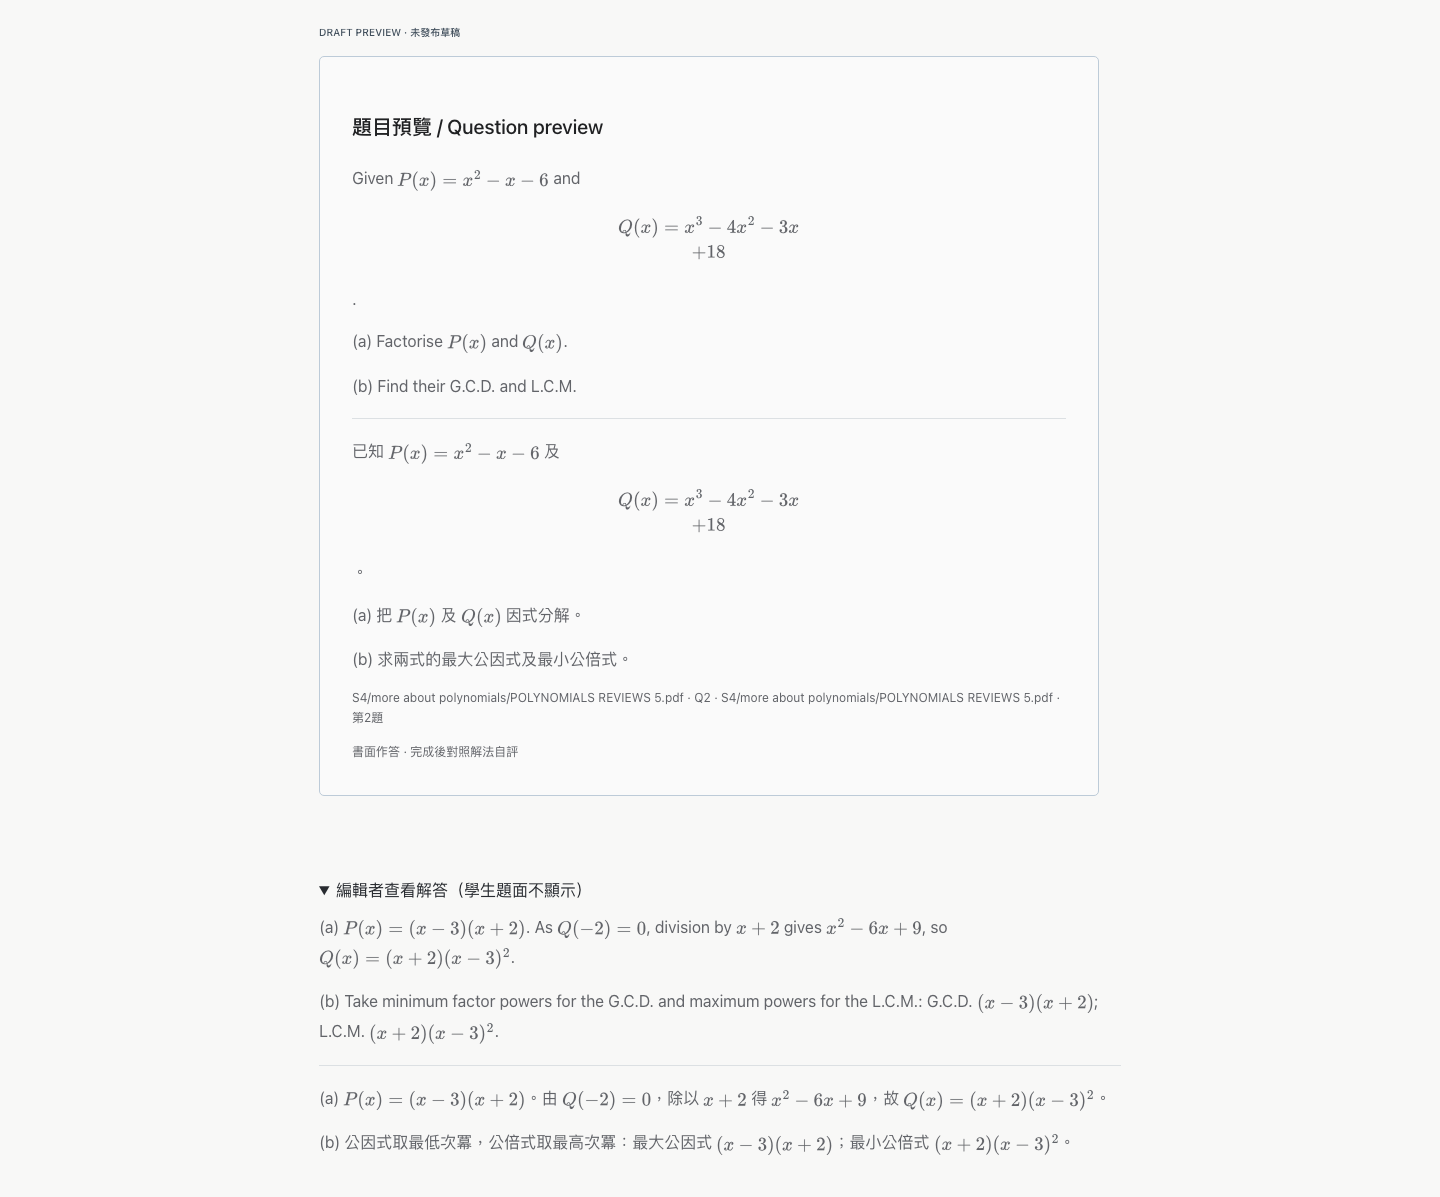 DRAFT PREVIEW · 未發布草稿
題目預覽 / Question preview
Given P(x) = x² − x − 6 and
Q(x) = x³ − 4x² − 3x
+18
.
(a) Factorise P(x) and Q(x).
(b) Find their G.C.D. and L.C.M.
已知 P(x) = x² − x − 6 及
Q(x) = x³ − 4x² − 3x
+18
。
(a) 把 P(x) 及 Q(x) 因式分解。
(b) 求兩式的最大公因式及最小公倍式。
S4/more about polynomials/POLYNOMIALS REVIEWS 5.pdf · Q2 · S4/more about polynomials/POLYNOMIALS REVIEWS 5.pdf ·
第2題
書面作答 · 完成後對照解法自評
▼ 編輯者查看解答（學生題面不顯示）
(a) P(x) = (x − 3)(x + 2). As Q(−2) = 0, division by x + 2 gives x² − 6x + 9, so
Q(x) = (x + 2)(x − 3)².
(b) Take minimum factor powers for the G.C.D. and maximum powers for the L.C.M.: G.C.D. (x − 3)(x + 2);
L.C.M. (x + 2)(x − 3)².
(a) P(x) = (x − 3)(x + 2)。由 Q(−2) = 0，除以 x + 2 得 x² − 6x + 9，故 Q(x) = (x + 2)(x − 3)²。
(b) 公因式取最低次冪，公倍式取最高次冪：最大公因式 (x − 3)(x + 2)；最小公倍式 (x + 2)(x − 3)²。